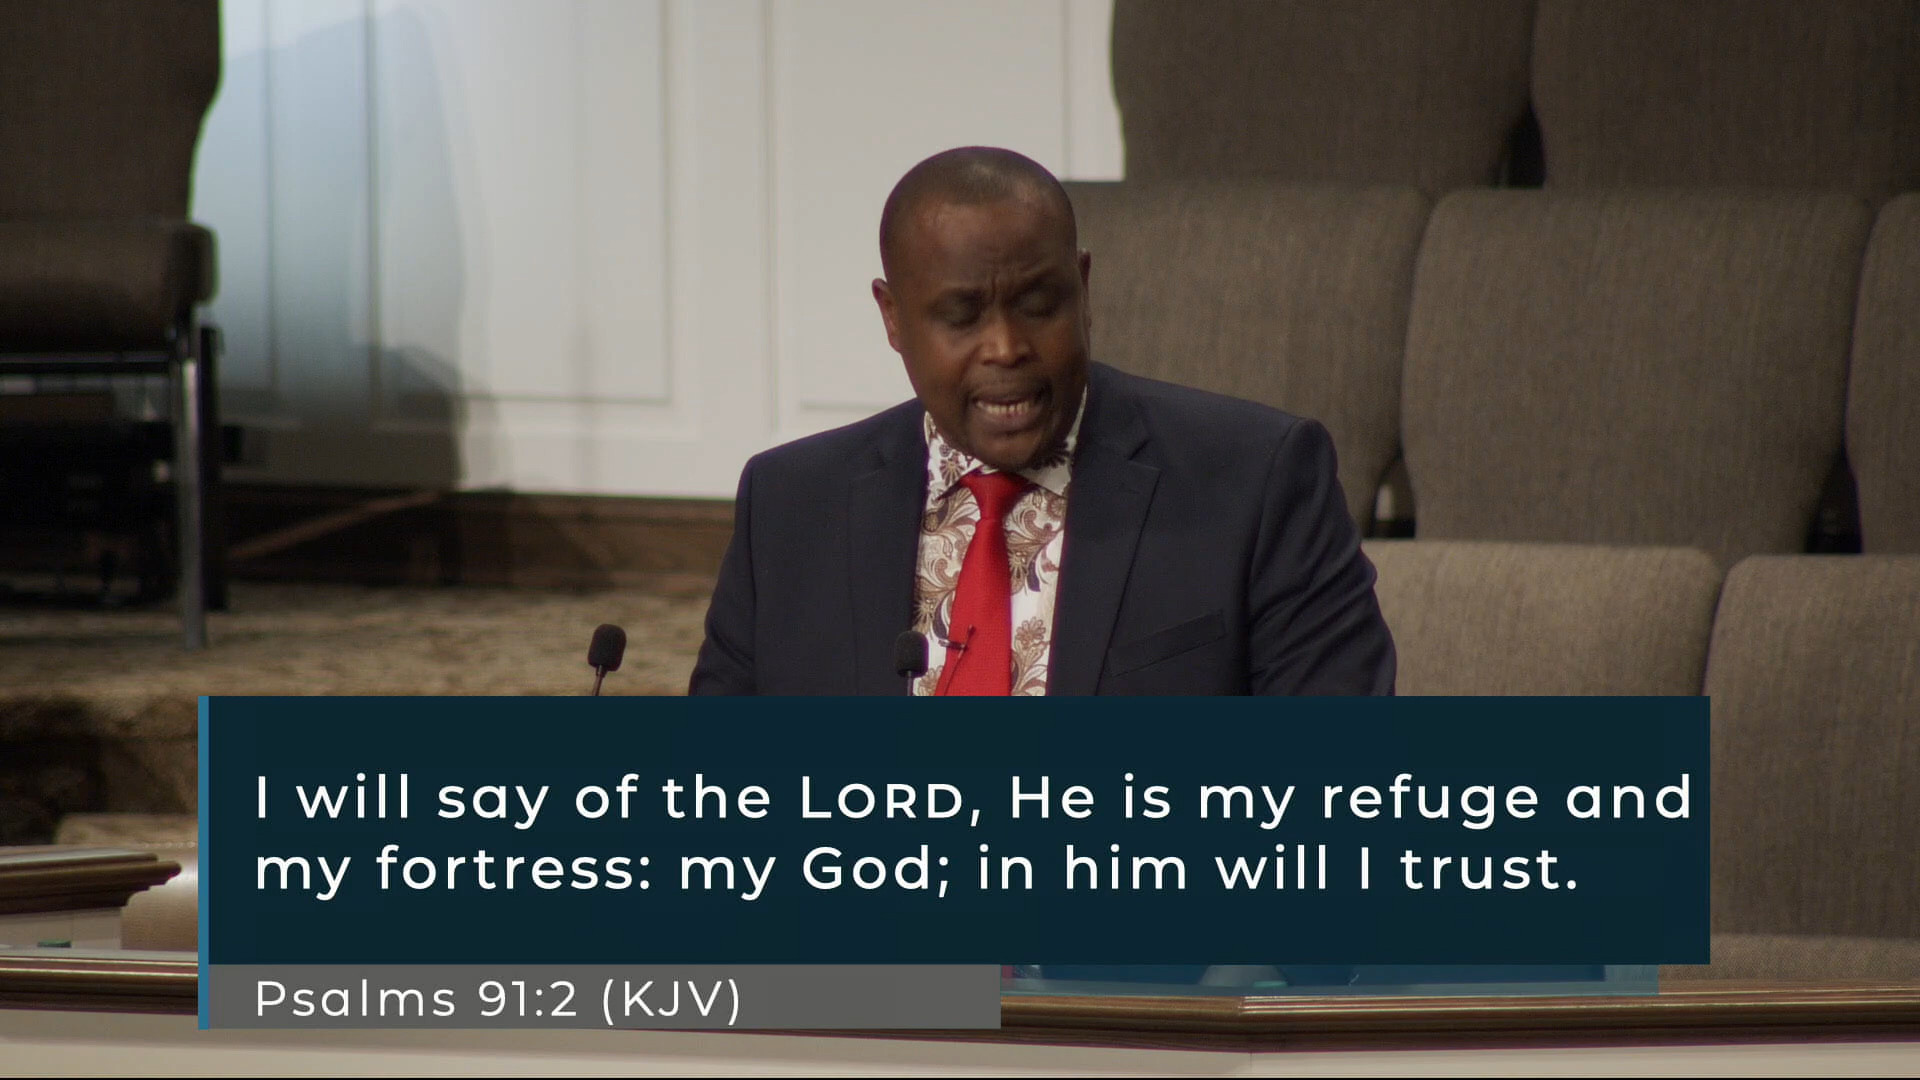 I will say of the LORD, He is my refuge and
my fortress: my God; in him will I trust.
Psalms 91:2 (KJV)